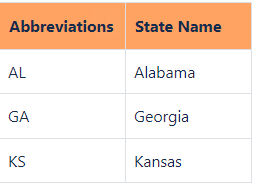 Abbreviations State Name
AL Alabama
GA Georgia
KS Kansas